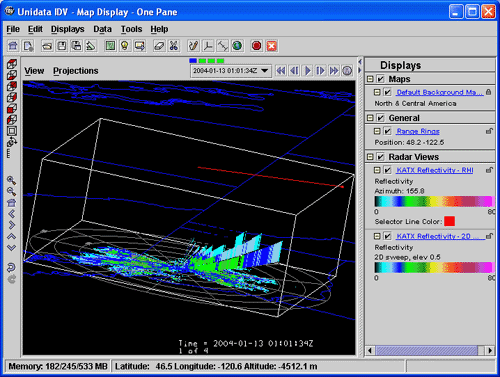 Unidata IDV - Map Display - One Pane
File Edit Displays Data Tools Help
View Projections
2004-01-13 01:01:34Z
Displays
Maps
Default Background Ma...
North & Central America
General
Range Rings
Position: 48.2 -122.5
Radar Views
KATX Reflectivity - RHI
Reflectivity
Azimuth: 155.8
0 80
Selector Line Color:
KATX Reflectivity - 2D ...
Reflectivity
2D sweep, elev 0.5
0 80
Time = 2004-01-13 01:01:34Z
1 of 4
Memory: 182/245/533 MB Latitude: 46.5 Longitude: -120.6 Altitude: -4512.1 m